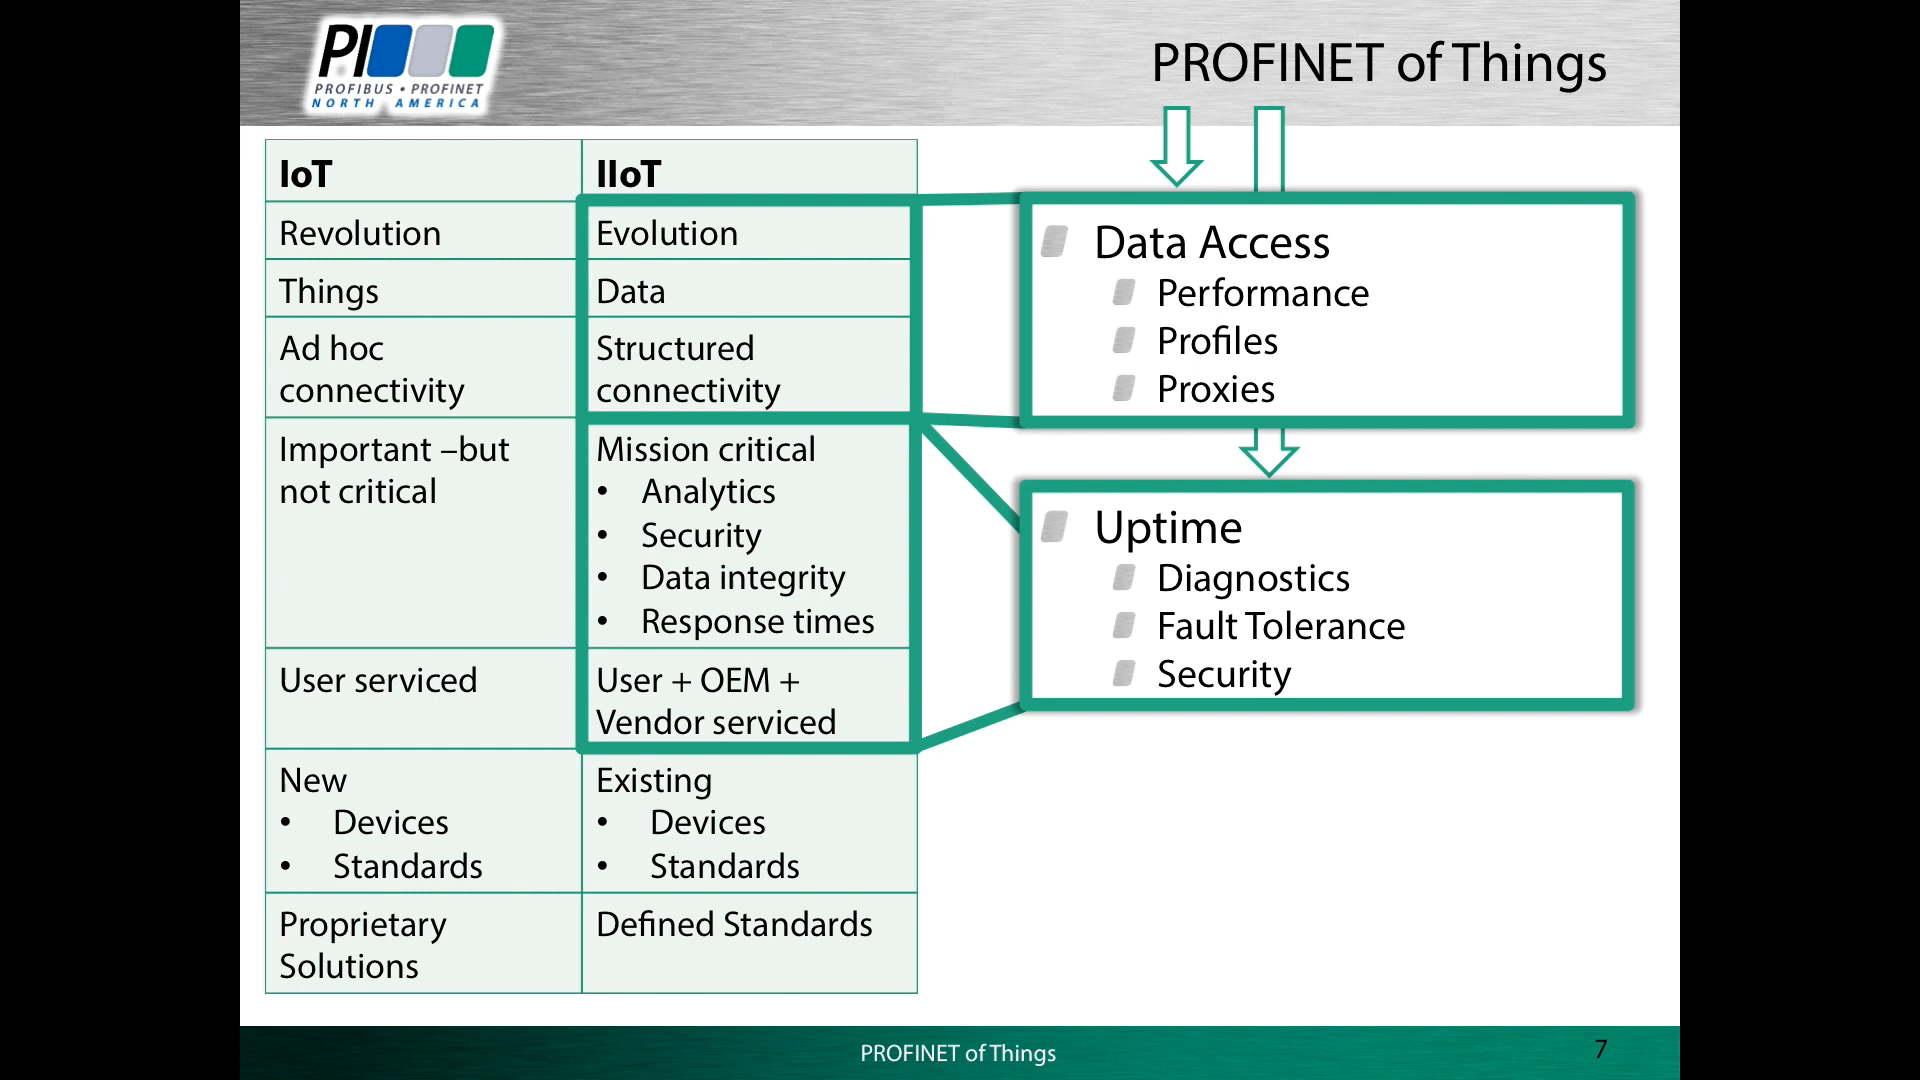 PI
PROFIBUS • PROFINET
NORTH AMERICA
PROFINET of Things
IoT
IIoT
Revolution
Evolution
Things
Data
Ad hoc
connectivity
Structured
connectivity
Important –but
not critical
Mission critical
• Analytics
• Security
• Data integrity
• Response times
User serviced
User + OEM +
Vendor serviced
New
• Devices
• Standards
Existing
• Devices
• Standards
Proprietary
Solutions
Defined Standards
Data Access
Performance
Profiles
Proxies
Uptime
Diagnostics
Fault Tolerance
Security
PROFINET of Things
7